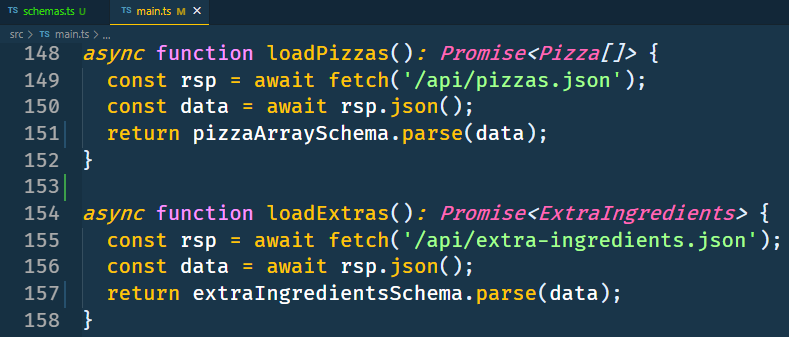 TS schemas.ts U TS main.ts M ×
src > TS main.ts > ...
148 async function loadPizzas(): Promise<Pizza[]> {
149 const rsp = await fetch('/api/pizzas.json');
150 const data = await rsp.json();
151 return pizzaArraySchema.parse(data);
152 }
153
154 async function loadExtras(): Promise<ExtraIngredients> {
155 const rsp = await fetch('/api/extra-ingredients.json');
156 const data = await rsp.json();
157 return extraIngredientsSchema.parse(data);
158 }